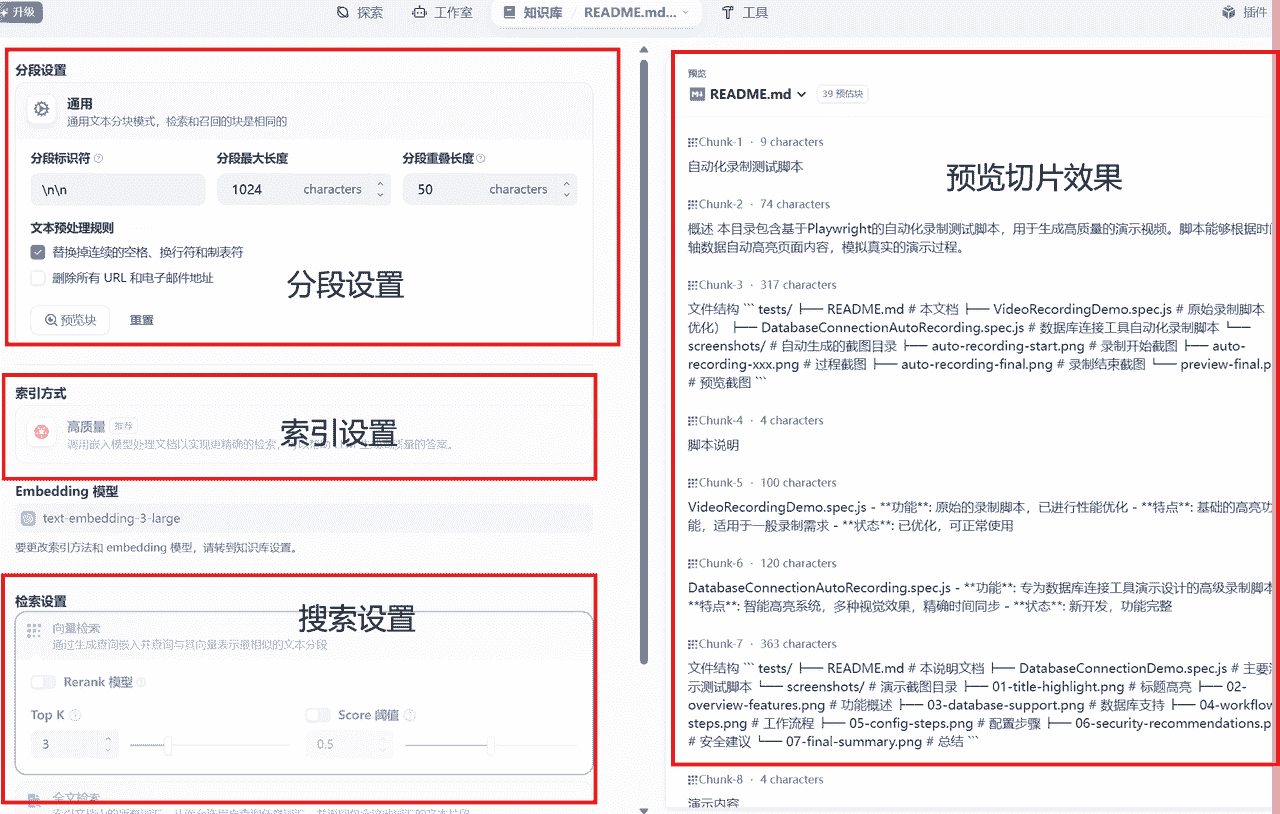 升级
探索
工作室
知识库 / README.md...
工具
插件
分段设置
通用
通用文本分块模式，检索和召回的块是相同的
分段标识符
分段最大长度
分段重叠长度
\n\n
1024 characters
50 characters
文本预处理规则
替换掉连续的空格、换行符和制表符
删除所有 URL 和电子邮件地址
分段设置
预览块
重置
索引方式
高质量 推荐
调用嵌入模型处理文档以实现更精确的检索，
的答案。
索引设置
Embedding 模型
text-embedding-3-large
要更改索引方法和 embedding 模型，请转到知识库设置。
检索设置
搜索设置
向量检索
通过生成查询嵌入并查询与其向量表示最相似的文本分段
Rerank 模型
Top K
Score 阈值
3
0.5
全文检索
预览
README.md
39 预估块
预览切片效果
Chunk-1 · 9 characters
自动化录制测试脚本
Chunk-2 · 74 characters
概述 本目录包含基于Playwright的自动化录制测试脚本，用于生成高质量的演示视频。脚本能够根据时间
轴数据自动高亮页面内容，模拟真实的演示过程。
Chunk-3 · 317 characters
文件结构 ``` tests/ ├── README.md # 本文档 ├── VideoRecordingDemo.spec.js # 原始录制脚本
优化） ├── DatabaseConnectionAutoRecording.spec.js # 数据库连接工具自动化录制脚本 └──
screenshots/ # 自动生成的截图目录 ├── auto-recording-start.png # 录制开始截图 ├── auto-
recording-xxx.png # 过程截图 ├── auto-recording-final.png # 录制结束截图 └── preview-final.p
# 预览截图 ```
Chunk-4 · 4 characters
脚本说明
Chunk-5 · 100 characters
VideoRecordingDemo.spec.js - **功能**: 原始的录制脚本，已进行性能优化 - **特点**: 基础的高亮功
能，适用于一般录制需求 - **状态**: 已优化，可正常使用
Chunk-6 · 120 characters
DatabaseConnectionAutoRecording.spec.js - **功能**: 专为数据库连接工具演示设计的高级录制脚本
**特点**: 智能高亮系统，多种视觉效果，精确时间同步 - **状态**: 新开发，功能完整
Chunk-7 · 363 characters
文件结构 ``` tests/ ├── README.md # 本说明文档 ├── DatabaseConnectionDemo.spec.js # 主要演
示测试脚本 └── screenshots/ # 演示截图目录 ├── 01-title-highlight.png # 标题高亮 ├── 02-
overview-features.png # 功能概述 ├── 03-database-support.png # 数据库支持 ├── 04-workflow
steps.png # 工作流程 ├── 05-config-steps.png # 配置步骤 ├── 06-security-recommendations.p
# 安全建议 └── 07-final-summary.png # 总结 ```
Chunk-8 · 4 characters
演示内容